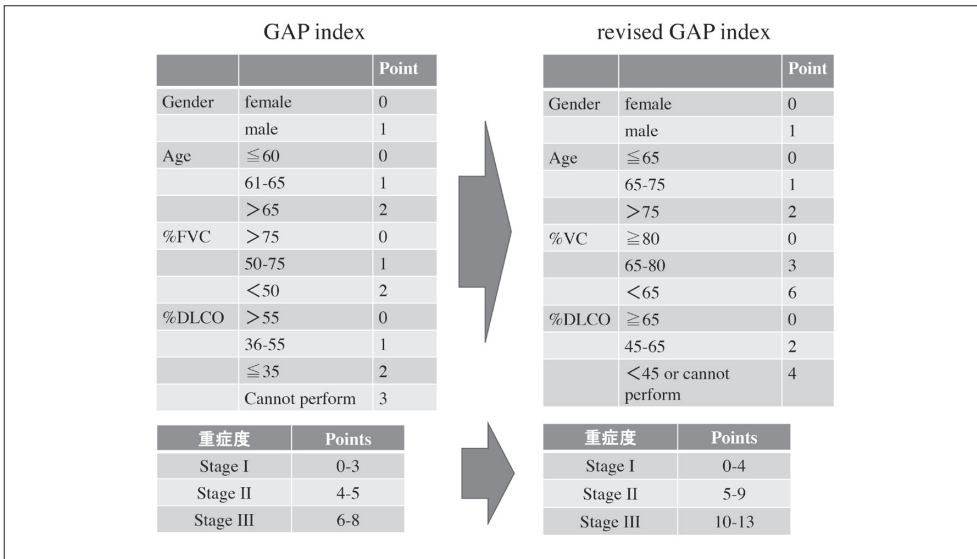 GAP index
Point
Gender female 0
male 1
Age ≦60 0
61-65 1
>65 2
%FVC >75 0
50-75 1
<50 2
%DLCO >55 0
36-55 1
≦35 2
Cannot perform 3
重症度 Points
Stage I 0-3
Stage II 4-5
Stage III 6-8
revised GAP index
Point
Gender female 0
male 1
Age ≦65 0
65-75 1
>75 2
%VC ≧80 0
65-80 3
<65 6
%DLCO ≧65 0
45-65 2
<45 or cannot 4
perform
重症度 Points
Stage I 0-4
Stage II 5-9
Stage III 10-13